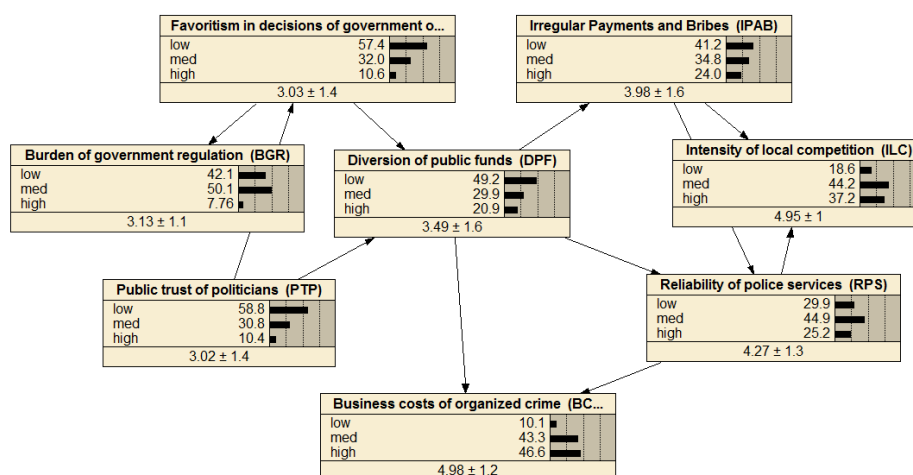 Favoritism in decisions of government o...
low 57.4
med 32.0
high 10.6
3.03 ± 1.4
Irregular Payments and Bribes (IPAB)
low 41.2
med 34.8
high 24.0
3.98 ± 1.6
Burden of government regulation (BGR)
low 42.1
med 50.1
high 7.76
3.13 ± 1.1
Diversion of public funds (DPF)
low 49.2
med 29.9
high 20.9
3.49 ± 1.6
Intensity of local competition (ILC)
low 18.6
med 44.2
high 37.2
4.95 ± 1
Public trust of politicians (PTP)
low 58.8
med 30.8
high 10.4
3.02 ± 1.4
Reliability of police services (RPS)
low 29.9
med 44.9
high 25.2
4.27 ± 1.3
Business costs of organized crime (BC...
low 10.1
med 43.3
high 46.6
4.98 ± 1.2